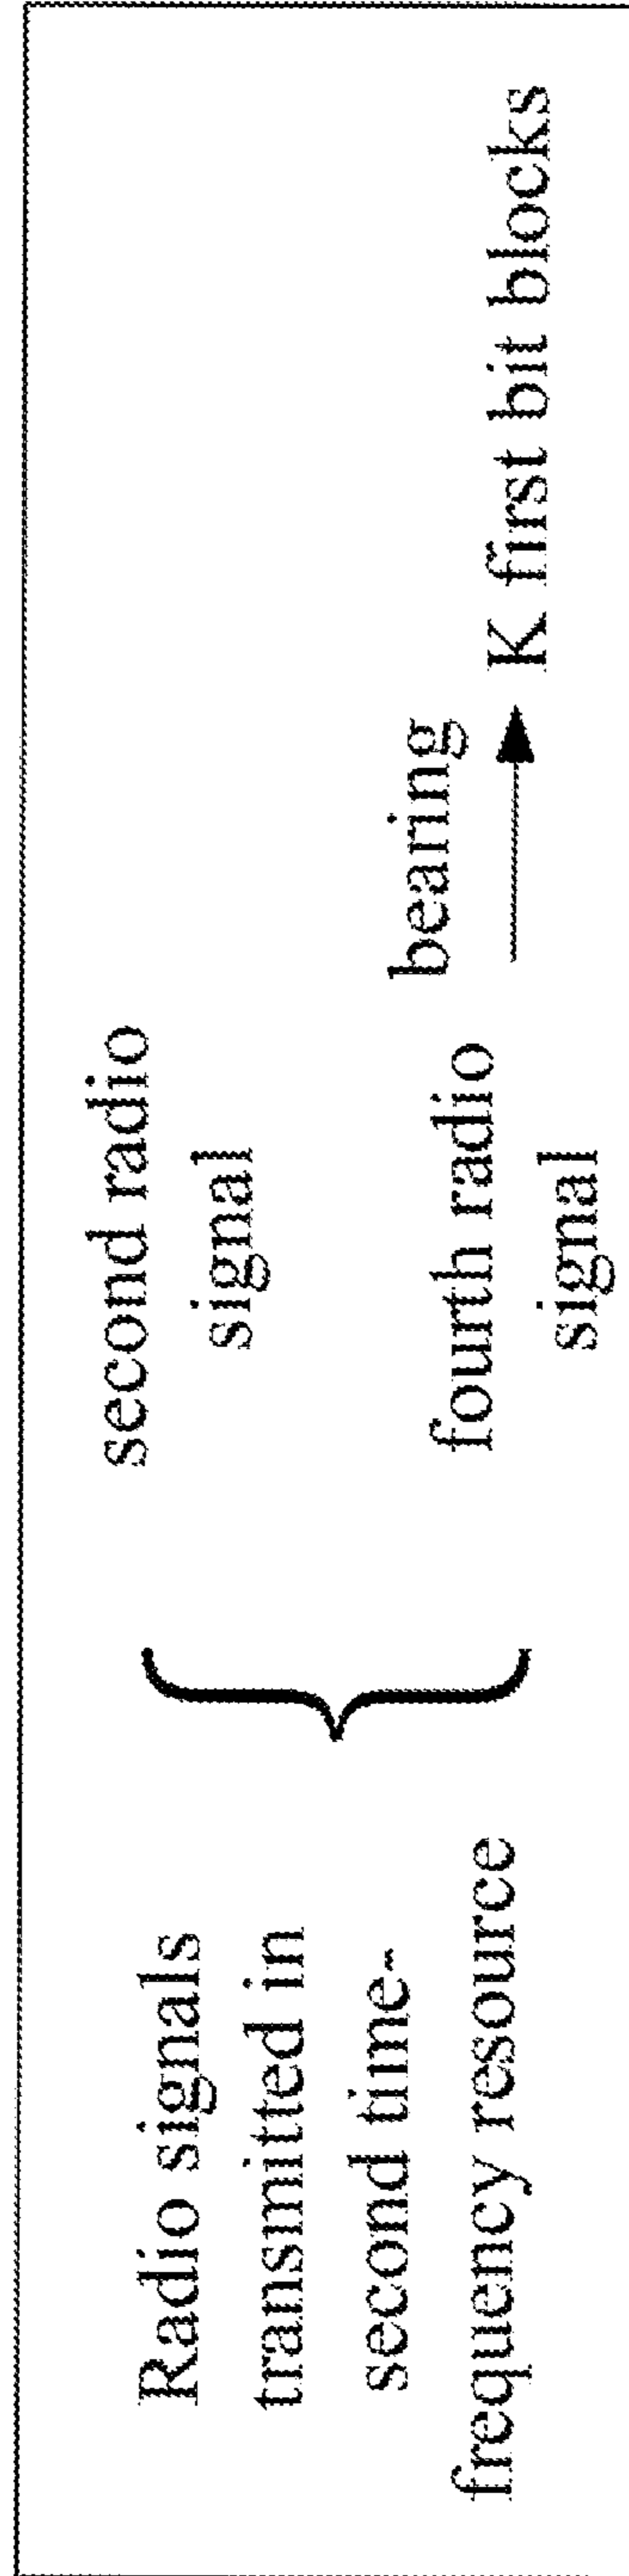 Radio signals
transmitted in
second time-
frequency resource
second radio
signal
fourth radio
signal
bearing
K first bit blocks